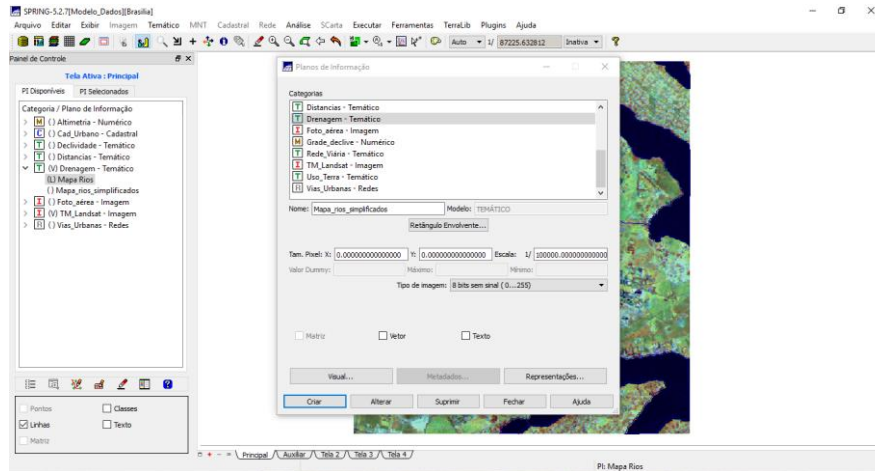 SPRING-5.2.7[Modelo_Dados][Brasilia]
Arquivo Editar Exibir Imagem Temático MNT Cadastral Rede Análise SCarta Executar Ferramentas TerraLib Plugins Ajuda
Auto 1/ 87225.632812 Inativa
Painel de Controle
Tela Ativa : Principal
PI Disponíveis PI Selecionados
Categoria / Plano de Informação
M () Altimetria - Numérico
C () Cad_Urbano - Cadastral
T () Declividade - Temático
T () Distancias - Temático
T (V) Drenagem - Temático
(L) Mapa Rios
() Mapa_rios_simplificados
I () Foto_aérea - Imagem
I (V) TM_Landsat - Imagem
R () Vias_Urbanas - Redes
Pontos Classes
Linhas Texto
Matriz
Planos de Informação
Categorias
T Distancias - Temático
T Drenagem - Temático
I Foto_aérea - Imagem
M Grade_declive - Numérico
T Rede_Viária - Temático
I TM_Landsat - Imagem
T Uso_Terra - Temático
R Vias_Urbanas - Redes
Nome: Mapa_rios_simplificados Modelo: TEMÁTICO
Retângulo Envolvente...
Tam. Pixel: X: 0.000000000000000 Y: 0.000000000000000 Escala: 1/ 100000.000000000000
Valor Dummy: Máximo: Mínimo:
Tipo de imagem: 8 bits sem sinal ( 0....255)
Matriz Vetor Texto
Visual... Metadados... Representações...
Criar Alterar Suprimir Fechar Ajuda
Principal Auxiliar Tela 2 Tela 3 Tela 4
PI: Mapa Rios